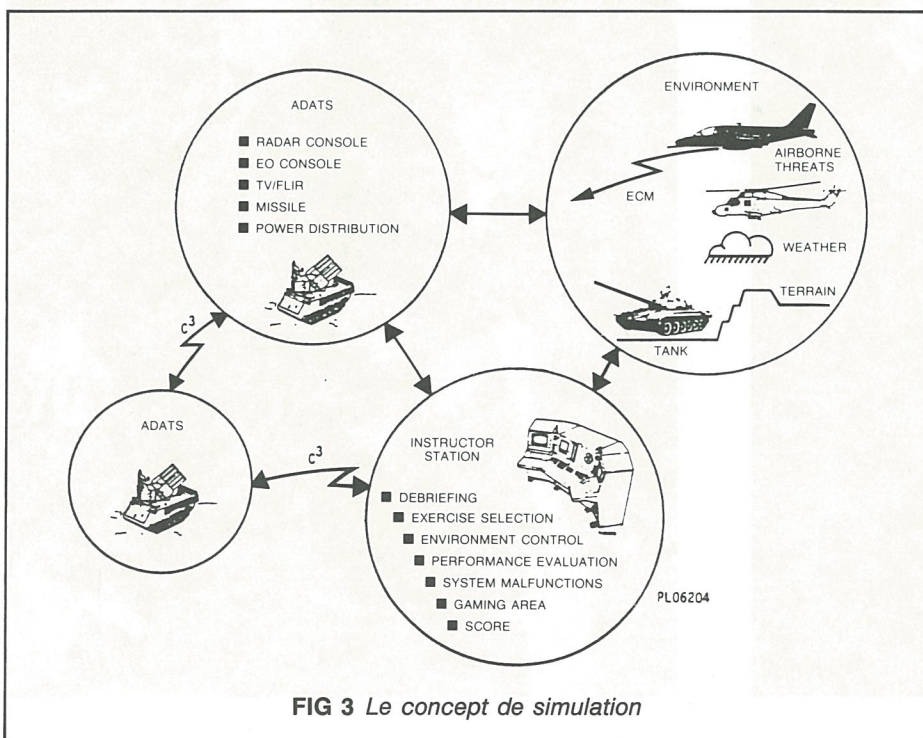 ADATS
■ RADAR CONSOLE
■ EO CONSOLE
■ TV/FLIR
■ MISSILE
■ POWER DISTRIBUTION
ENVIRONMENT
AIRBORNE
THREATS
ECM
WEATHER
TERRAIN
TANK
C³
ADATS
C³
INSTRUCTOR
STATION
■ DEBRIEFING
■ EXERCISE SELECTION
■ ENVIRONMENT CONTROL
■ PERFORMANCE EVALUATION
■ SYSTEM MALFUNCTIONS
■ GAMING AREA
■ SCORE
PL06204
FIG 3 Le concept de simulation